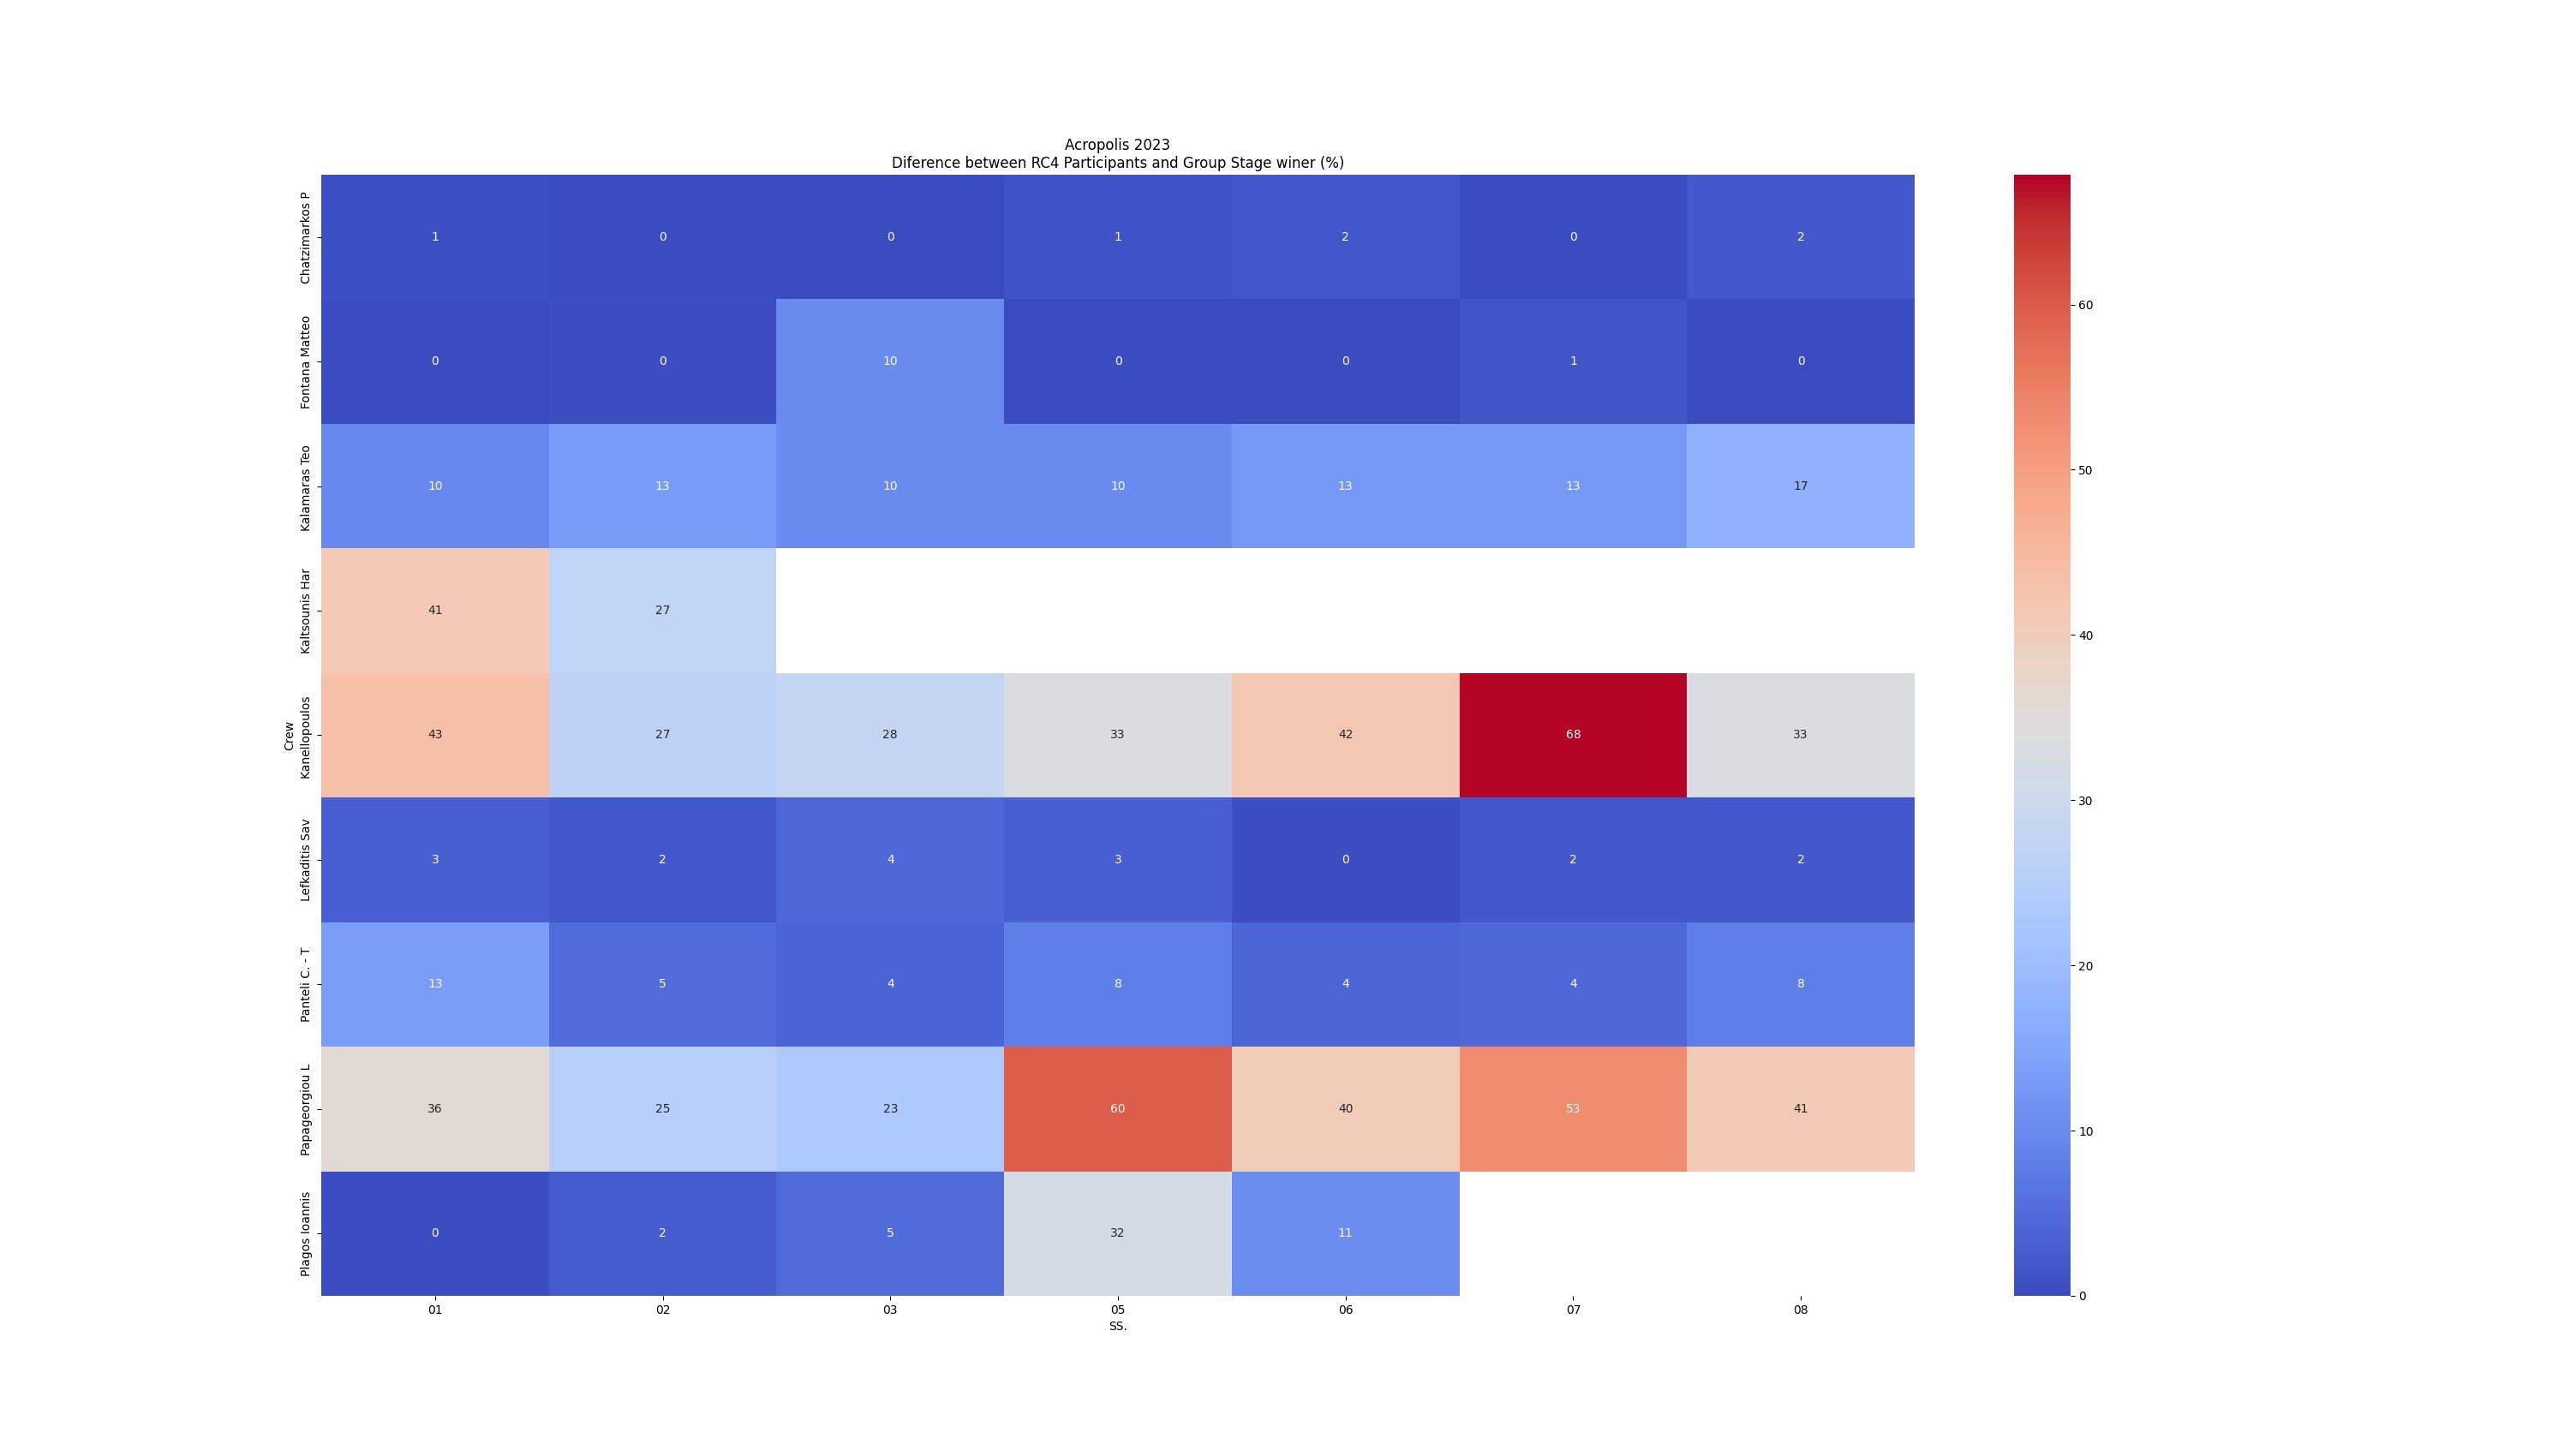 Acropolis 2023
Diference between RC4 Participants and Group Stage winer (%)
Crew
Chatzimarkos P
1 0 0 1 2 0 2
Fontana Matteo
0 0 10 0 0 1 0
Kalamaras Teo
10 13 10 10 13 13 17
Kaltsounis Har
41 27
Kanellopoulos
43 27 28 33 42 68 33
Lefkaditis Sav
3 2 4 3 0 2 2
Panteli C. - T
13 5 4 8 4 4 8
Papageorgiou L
36 25 23 60 40 53 41
Plagos Ioannis
0 2 5 32 11
01 02 03 05 06 07 08
SS.
60
50
40
30
20
10
0